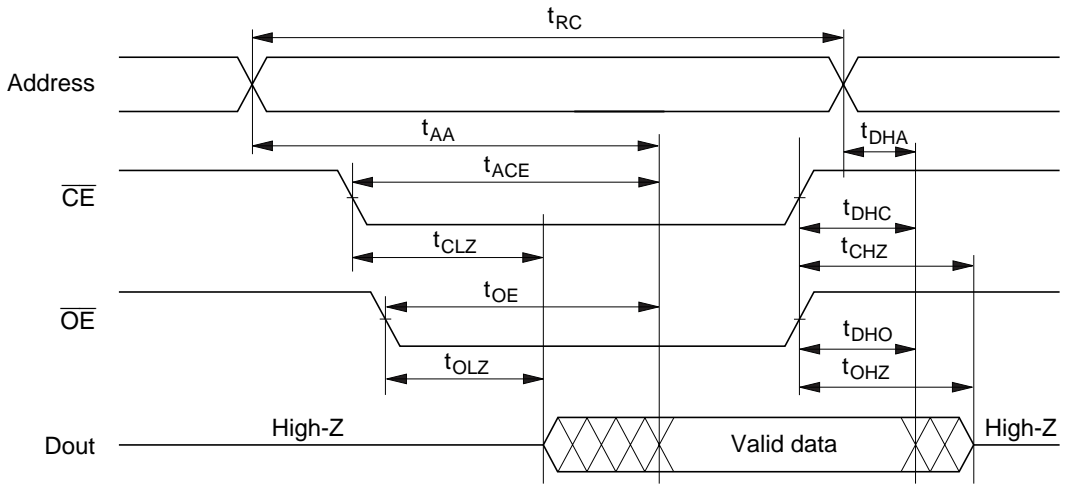 tRC
Address
tAA
tDHA
tACE
CE
tDHC
tCLZ
tCHZ
tOE
OE
tDHO
tOLZ
tOHZ
High-Z
Valid data
High-Z
Dout